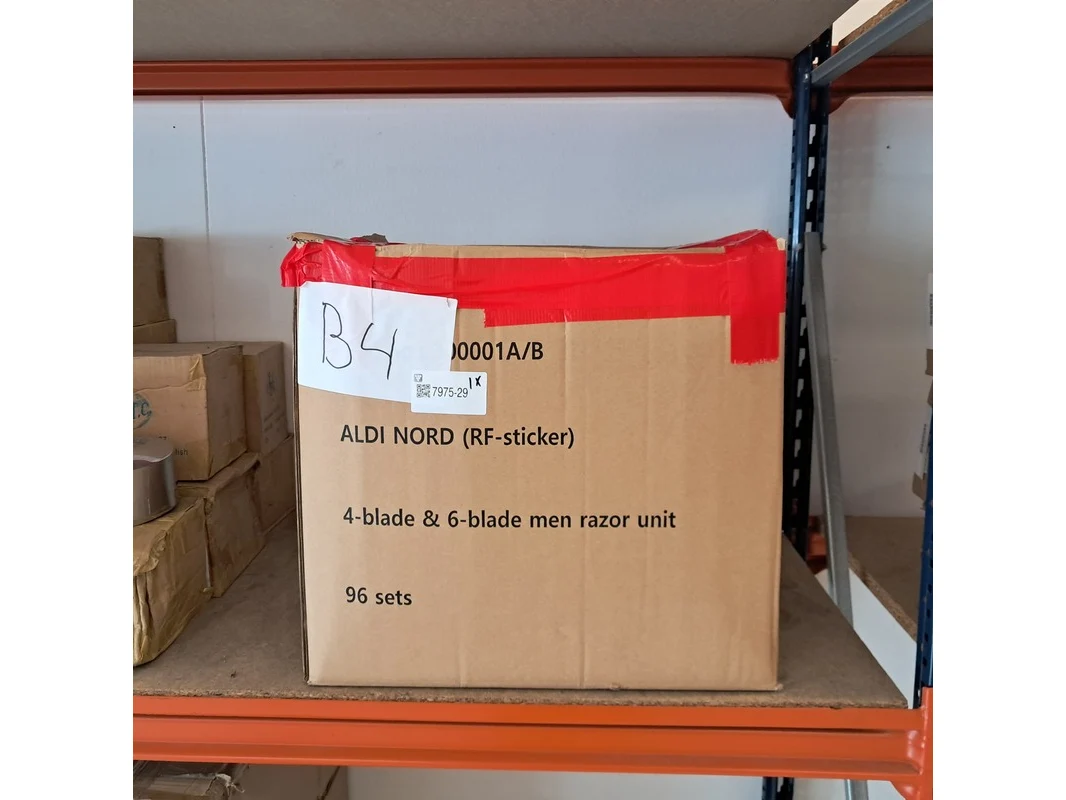 B4
00001A/B
7975-29
1x
ALDI NORD (RF-sticker)
4-blade & 6-blade men razor unit
96 sets